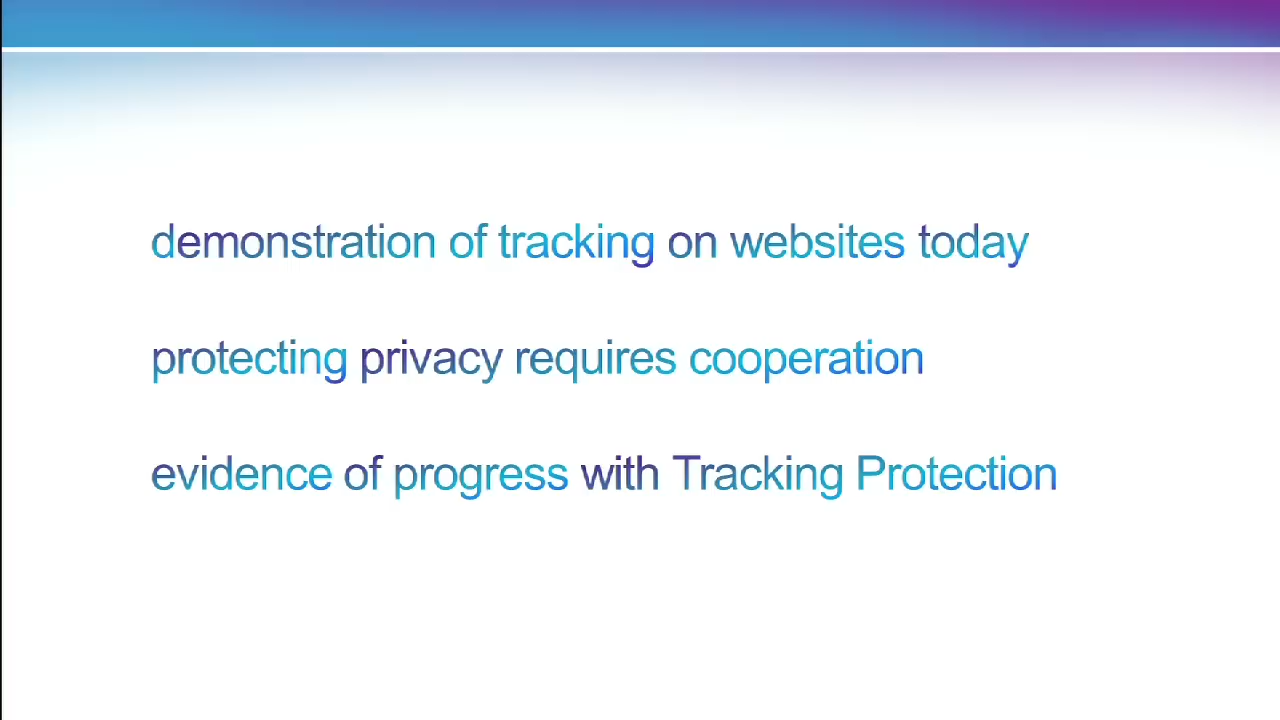 demonstration of tracking on websites today
protecting privacy requires cooperation
evidence of progress with Tracking Protection